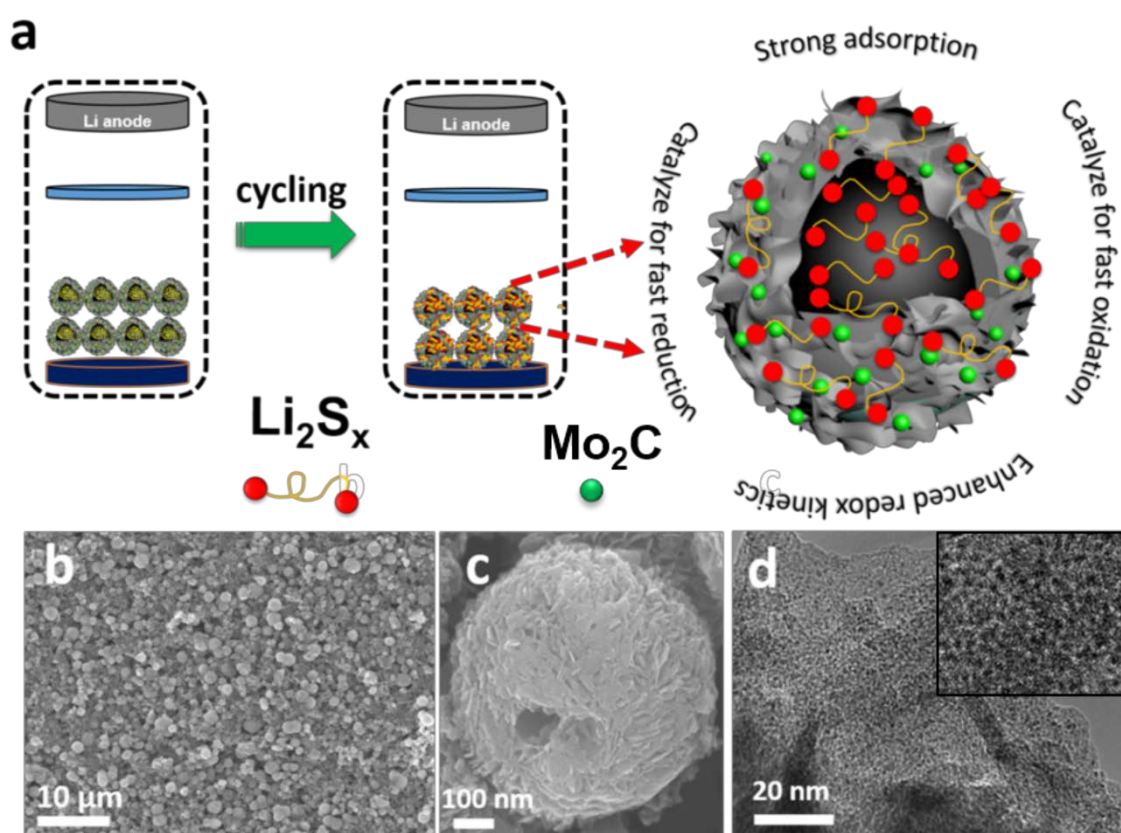 a
Strong adsorption
Li anode
Li anode
cycling
Catalyze for fast reduction
Catalyze for fast oxidation
Li₂Sₓ
Mo₂C
Enhanced redox kinetics
b
c
b
c
d
10 μm
100 nm
20 nm